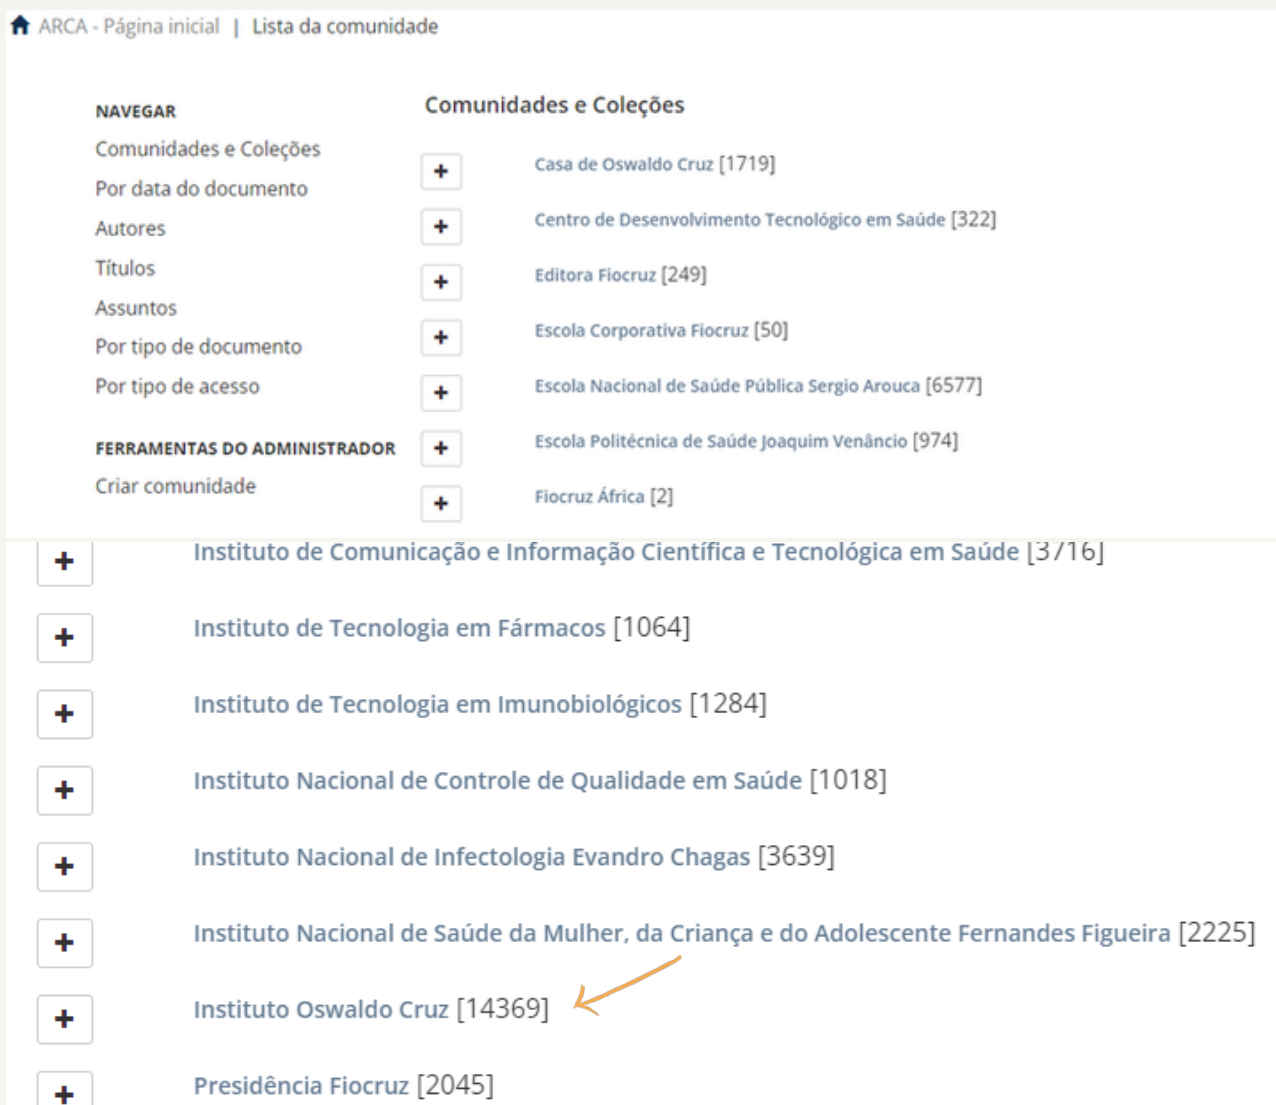 ARCA - Página inicial | Lista da comunidade
NAVEGAR
Comunidades e Coleções
Por data do documento
Autores
Títulos
Assuntos
Por tipo de documento
Por tipo de acesso
FERRAMENTAS DO ADMINISTRADOR
Criar comunidade
Comunidades e Coleções
Casa de Oswaldo Cruz [1719]
Centro de Desenvolvimento Tecnológico em Saúde [322]
Editora Fiocruz [249]
Escola Corporativa Fiocruz [50]
Escola Nacional de Saúde Pública Sergio Arouca [6577]
Escola Politécnica de Saúde Joaquim Venâncio [974]
Fiocruz África [2]
Instituto de Comunicação e Informação Científica e Tecnológica em Saúde [3716]
Instituto de Tecnologia em Fármacos [1064]
Instituto de Tecnologia em Imunobiológicos [1284]
Instituto Nacional de Controle de Qualidade em Saúde [1018]
Instituto Nacional de Infectologia Evandro Chagas [3639]
Instituto Nacional de Saúde da Mulher, da Criança e do Adolescente Fernandes Figueira [2225]
Instituto Oswaldo Cruz [14369]
Presidência Fiocruz [2045]